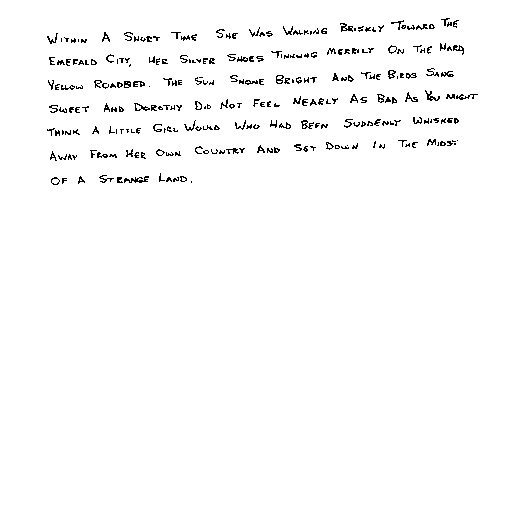 Within A Short Time She Was Walking Briskly Toward The
Emerald City, Her Silver Shoes Tinkling Merrily On The Hard,
Yellow Roadbed. The Sun Shone Bright And The Birds Sang
Sweet And Dorothy Did Not Feel Nearly As Bad As You Might
Think A Little Girl Would Who Had Been Suddenly Whisked
Away From Her Own Country And Set Down In The Midst
Of A Strange Land.